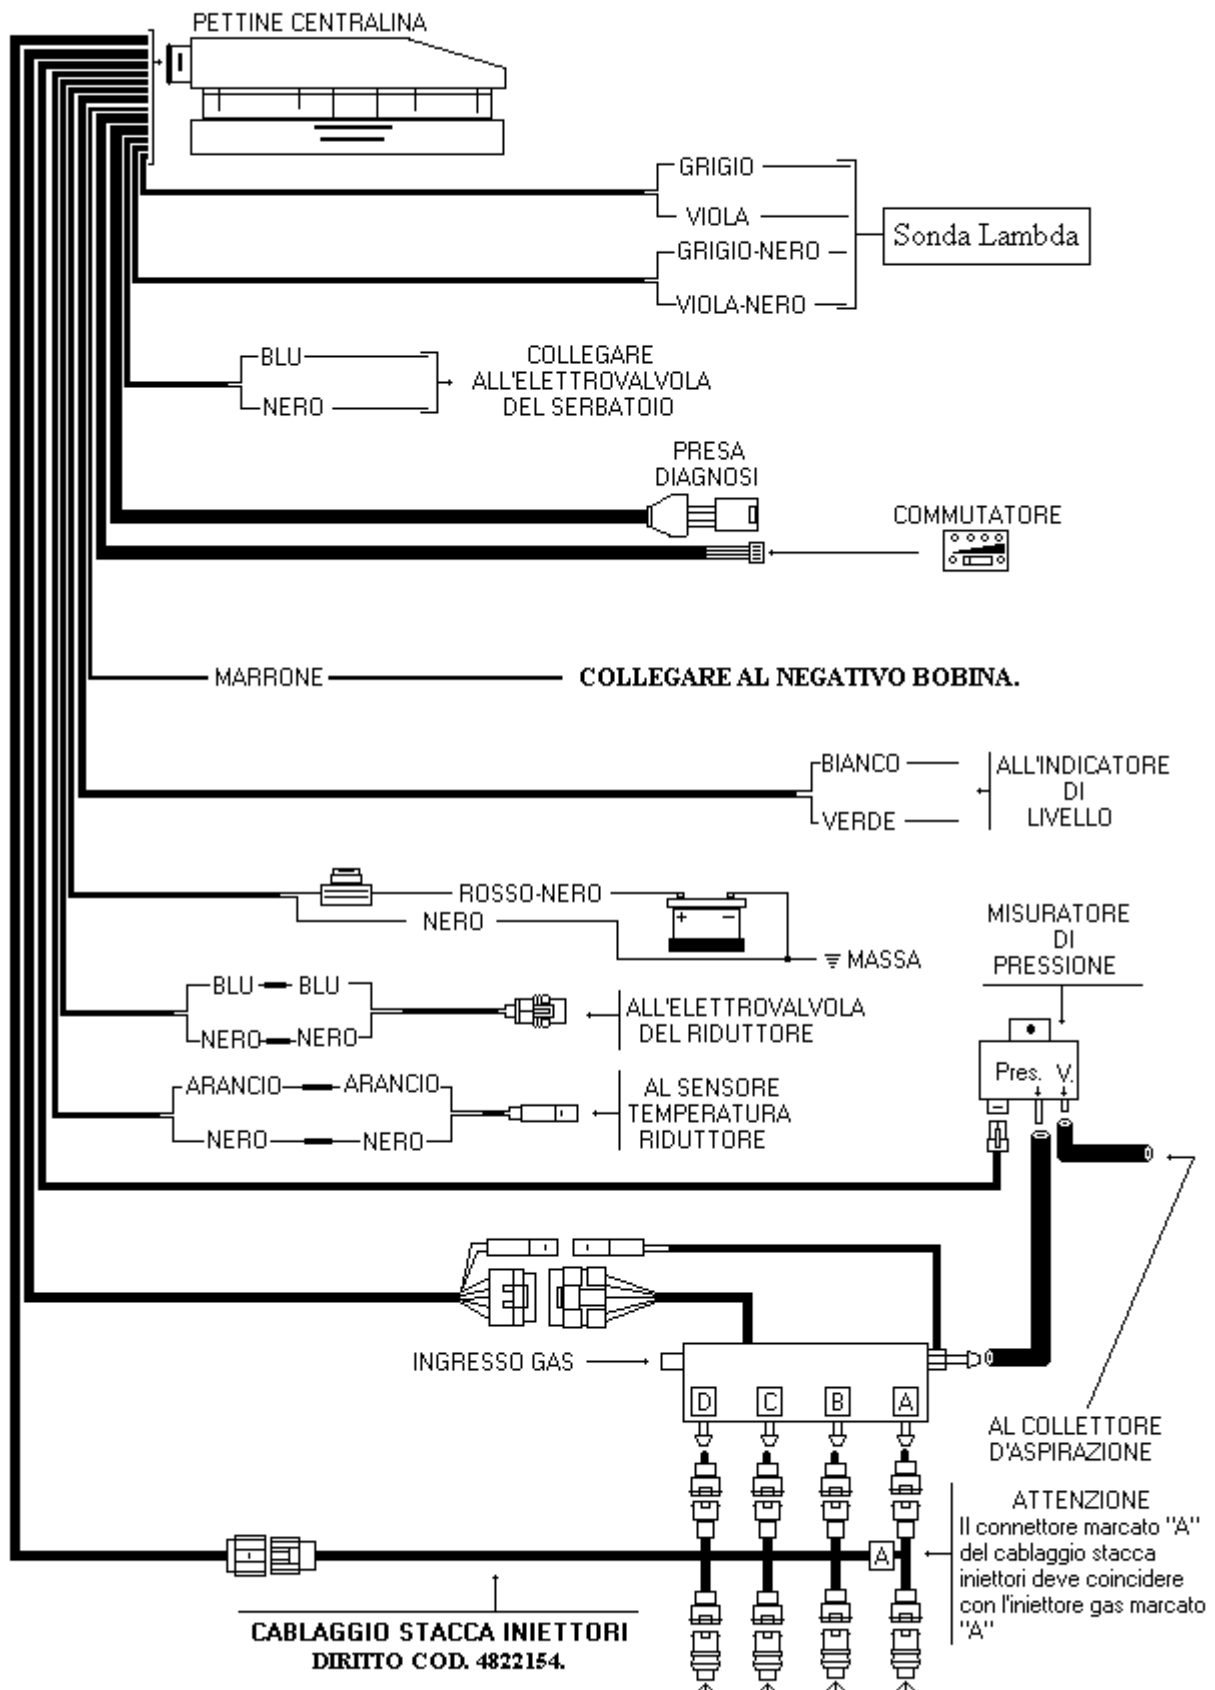 PETTINE CENTRALINA
GRIGIO
VIOLA
GRIGIO-NERO
VIOLA-NERO
Sonda Lambda
BLU
NERO
COLLEGARE
ALL'ELETTROVALVOLA
DEL SERBATOIO
PRESA
DIAGNOSI
COMMUTATORE
MARRONE
COLLEGARE AL NEGATIVO BOBINA.
BIANCO
VERDE
ALL'INDICATORE
DI
LIVELLO
ROSSO-NERO
NERO
+ −
MASSA
MISURATORE
DI
PRESSIONE
BLU BLU
NERO NERO
ALL'ELETTROVALVOLA
DEL RIDUTTORE
Pres. V.
ARANCIO ARANCIO
NERO NERO
AL SENSORE
TEMPERATURA
RIDUTTORE
INGRESSO GAS
D C B A
AL COLLETTORE
D'ASPIRAZIONE
A
ATTENZIONE
Il connettore marcato "A"
del cablaggio stacca
iniettori deve coincidere
con l'iniettore gas marcato
"A"
CABLAGGIO STACCA INIETTORI
DIRITTO COD. 4822154.